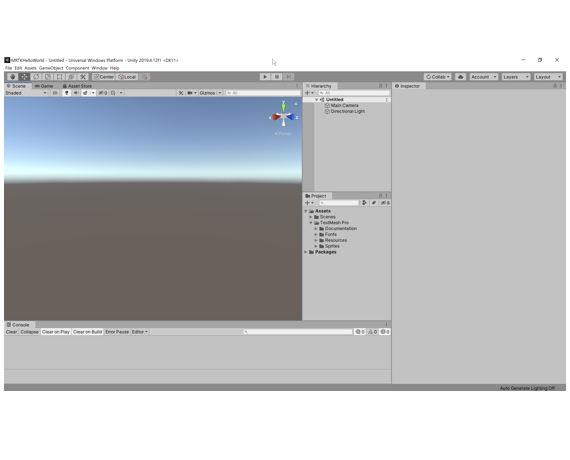 MRTKHelloWorld - Untitled - Universal Windows Platform - Unity 2019.4.12f1 <DX11>
File Edit Assets GameObject Component Window Help
Center Local Collab Account Layers Layout
Scene Game Asset Store Hierarchy Inspector
Shaded 2D Gizmos All All
Untitled
Main Camera
Directional Light
Persp
Project
Assets
Scenes
TextMesh Pro
Documentation
Fonts
Resources
Sprites
Packages
Console
Clear Collapse Clear on Play Clear on Build Error Pause Editor 0 0 0
Auto Generate Lighting Off